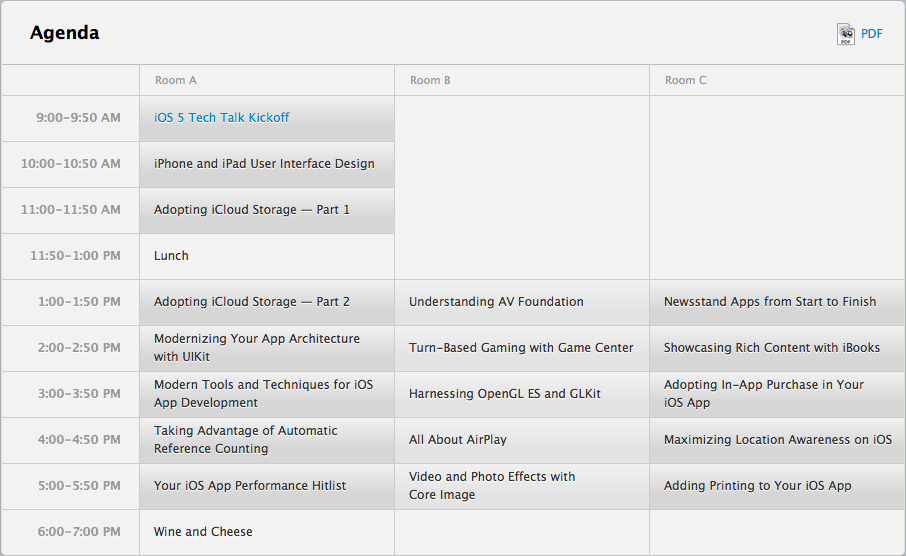 Agenda
PDF
PDF
Room A
Room B
Room C
9:00–9:50 AM
iOS 5 Tech Talk Kickoff
10:00–10:50 AM
iPhone and iPad User Interface Design
11:00–11:50 AM
Adopting iCloud Storage — Part 1
11:50–1:00 PM
Lunch
1:00–1:50 PM
Adopting iCloud Storage — Part 2
Understanding AV Foundation
Newsstand Apps from Start to Finish
2:00–2:50 PM
Modernizing Your App Architecture
with UIKit
Turn-Based Gaming with Game Center
Showcasing Rich Content with iBooks
3:00–3:50 PM
Modern Tools and Techniques for iOS
App Development
Harnessing OpenGL ES and GLKit
Adopting In-App Purchase in Your
iOS App
4:00–4:50 PM
Taking Advantage of Automatic
Reference Counting
All About AirPlay
Maximizing Location Awareness on iOS
5:00–5:50 PM
Your iOS App Performance Hitlist
Video and Photo Effects with
Core Image
Adding Printing to Your iOS App
6:00–7:00 PM
Wine and Cheese